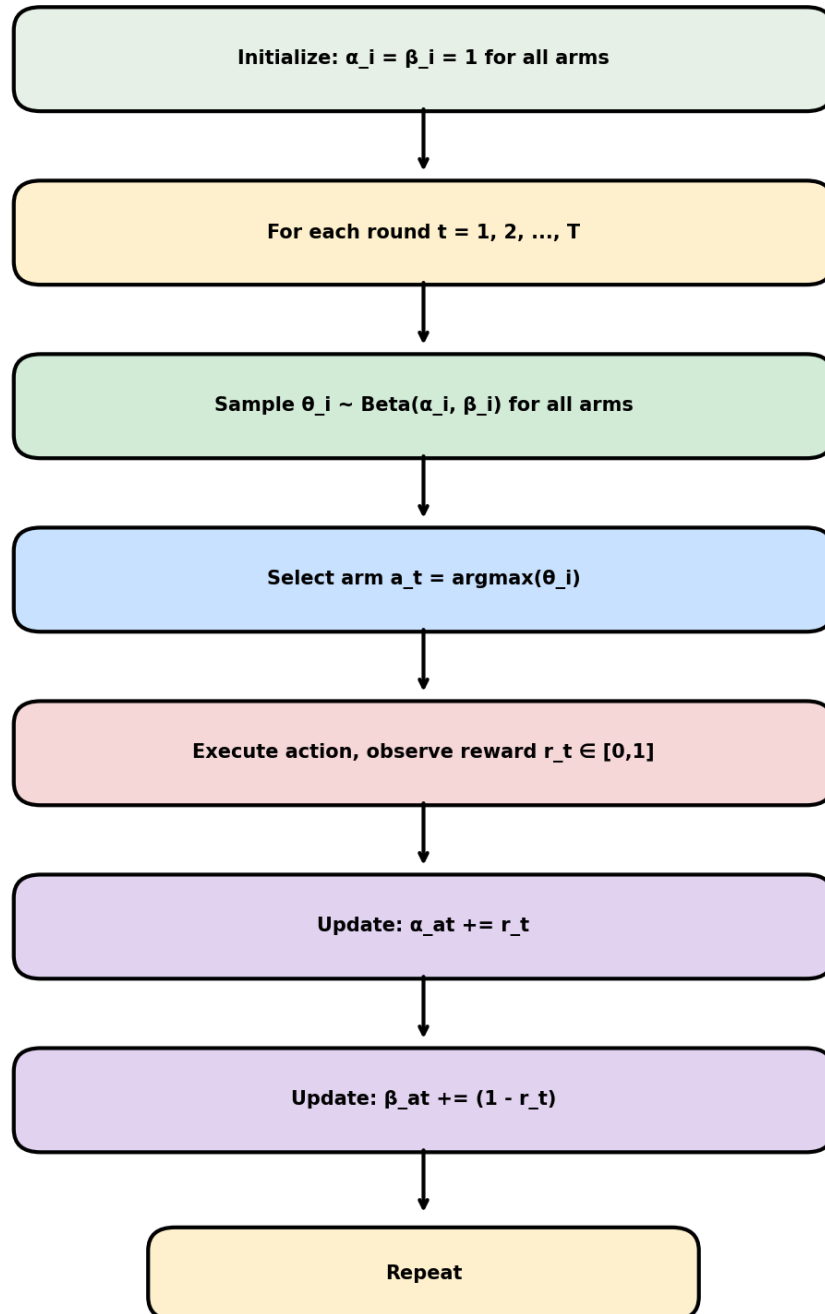 Initialize: α_i = β_i = 1 for all arms
For each round t = 1, 2, ..., T
Sample θ_i ~ Beta(α_i, β_i) for all arms
Select arm a_t = argmax(θ_i)
Execute action, observe reward r_t ∈ [0,1]
Update: α_at += r_t
Update: β_at += (1 - r_t)
Repeat